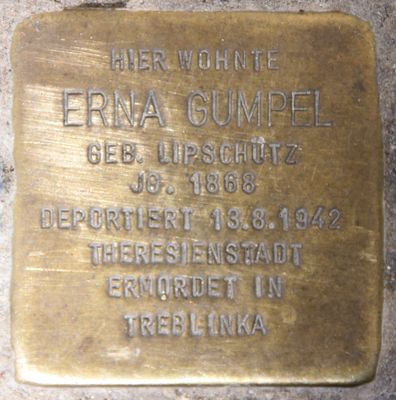 HIER WOHNTE
ERNA GUMPEL
GEB. LIPSCHÜTZ
JG. 1868
DEPORTIERT 13.8.1942
THERESIENSTADT
ERMORDET IN
TREBLINKA